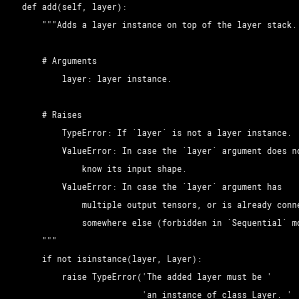 def add(self, layer):
"""Adds a layer instance on top of the layer stack.
# Arguments
layer: layer instance.
# Raises
TypeError: If `layer` is not a layer instance.
ValueError: In case the `layer` argument does no
know its input shape.
ValueError: In case the `layer` argument has
multiple output tensors, or is already conne
somewhere else (forbidden in `Sequential` mo
"""
if not isinstance(layer, Layer):
raise TypeError('The added layer must be '
'an instance of class Layer. '